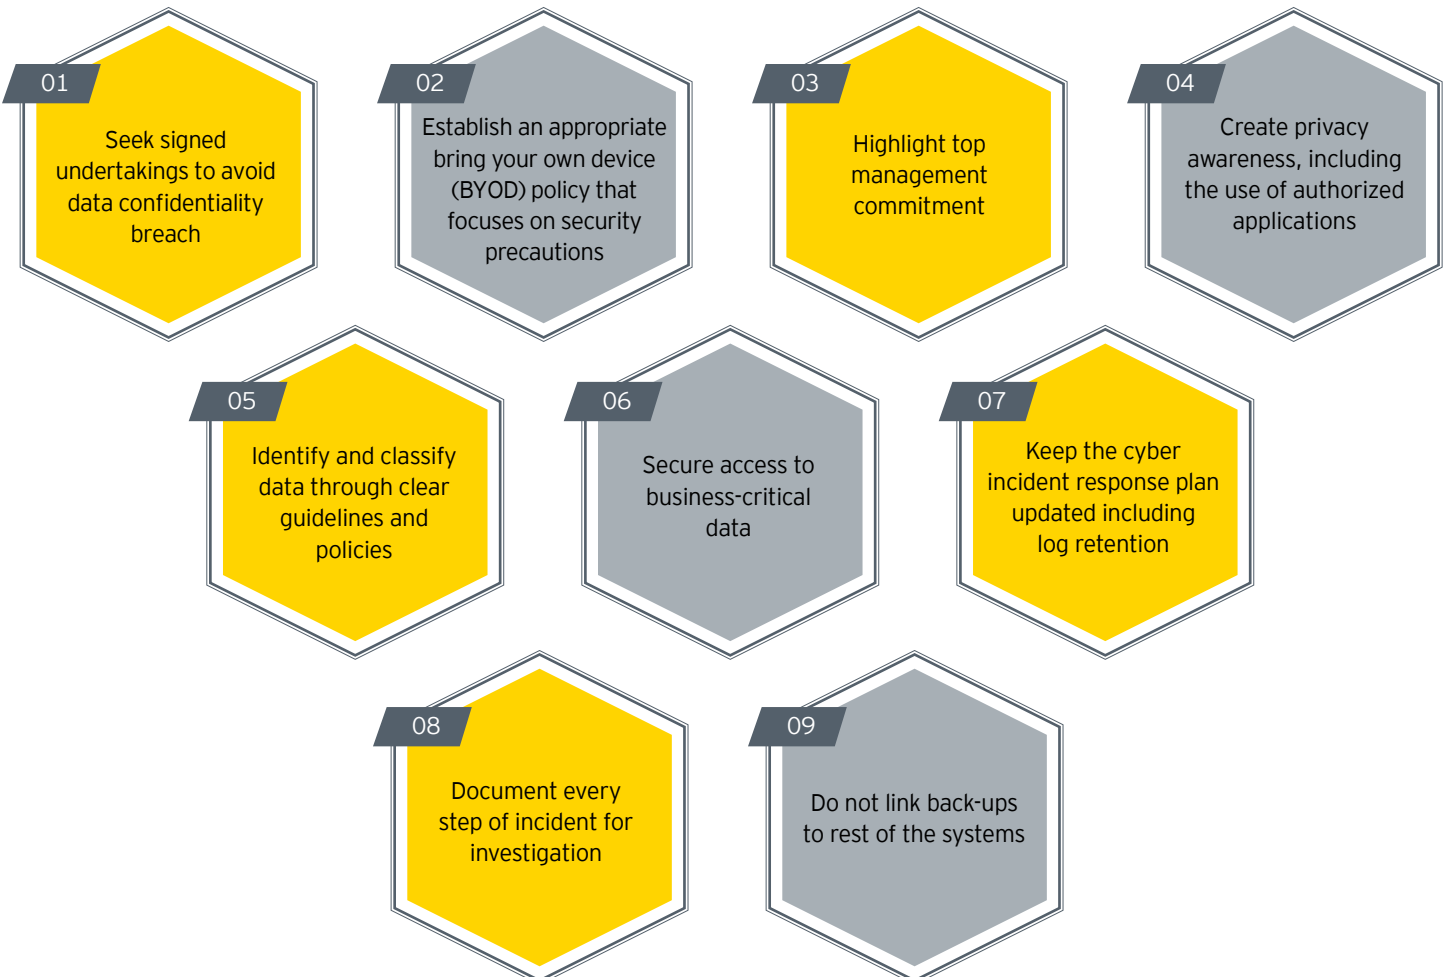 01
Seek signed
undertakings to avoid
data confidentiality
breach
02
Establish an appropriate
bring your own device
(BYOD) policy that
focuses on security
precautions
03
Highlight top
management
commitment
04
Create privacy
awareness, including
the use of authorized
applications
05
Identify and classify
data through clear
guidelines and
policies
06
Secure access to
business-critical
data
07
Keep the cyber
incident response plan
updated including
log retention
08
Document every
step of incident for
investigation
09
Do not link back-ups
to rest of the systems